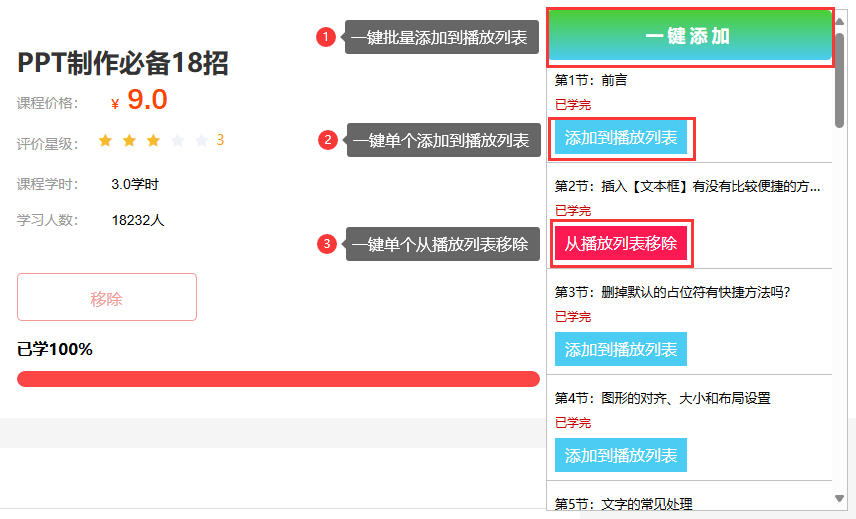 PPT制作必备18招
课程价格： ¥ 9.0
评价星级： 3
课程学时： 3.0学时
学习人数： 18232人
移除
已学100%
1 一键批量添加到播放列表
2 一键单个添加到播放列表
3 一键单个从播放列表移除
一键添加
第1节：前言
已学完
添加到播放列表
第2节：插入【文本框】有没有比较便捷的方...
已学完
从播放列表移除
第3节：删掉默认的占位符有快捷方法吗?
已学完
添加到播放列表
第4节：图形的对齐、大小和布局设置
已学完
添加到播放列表
第5节：文字的常见处理